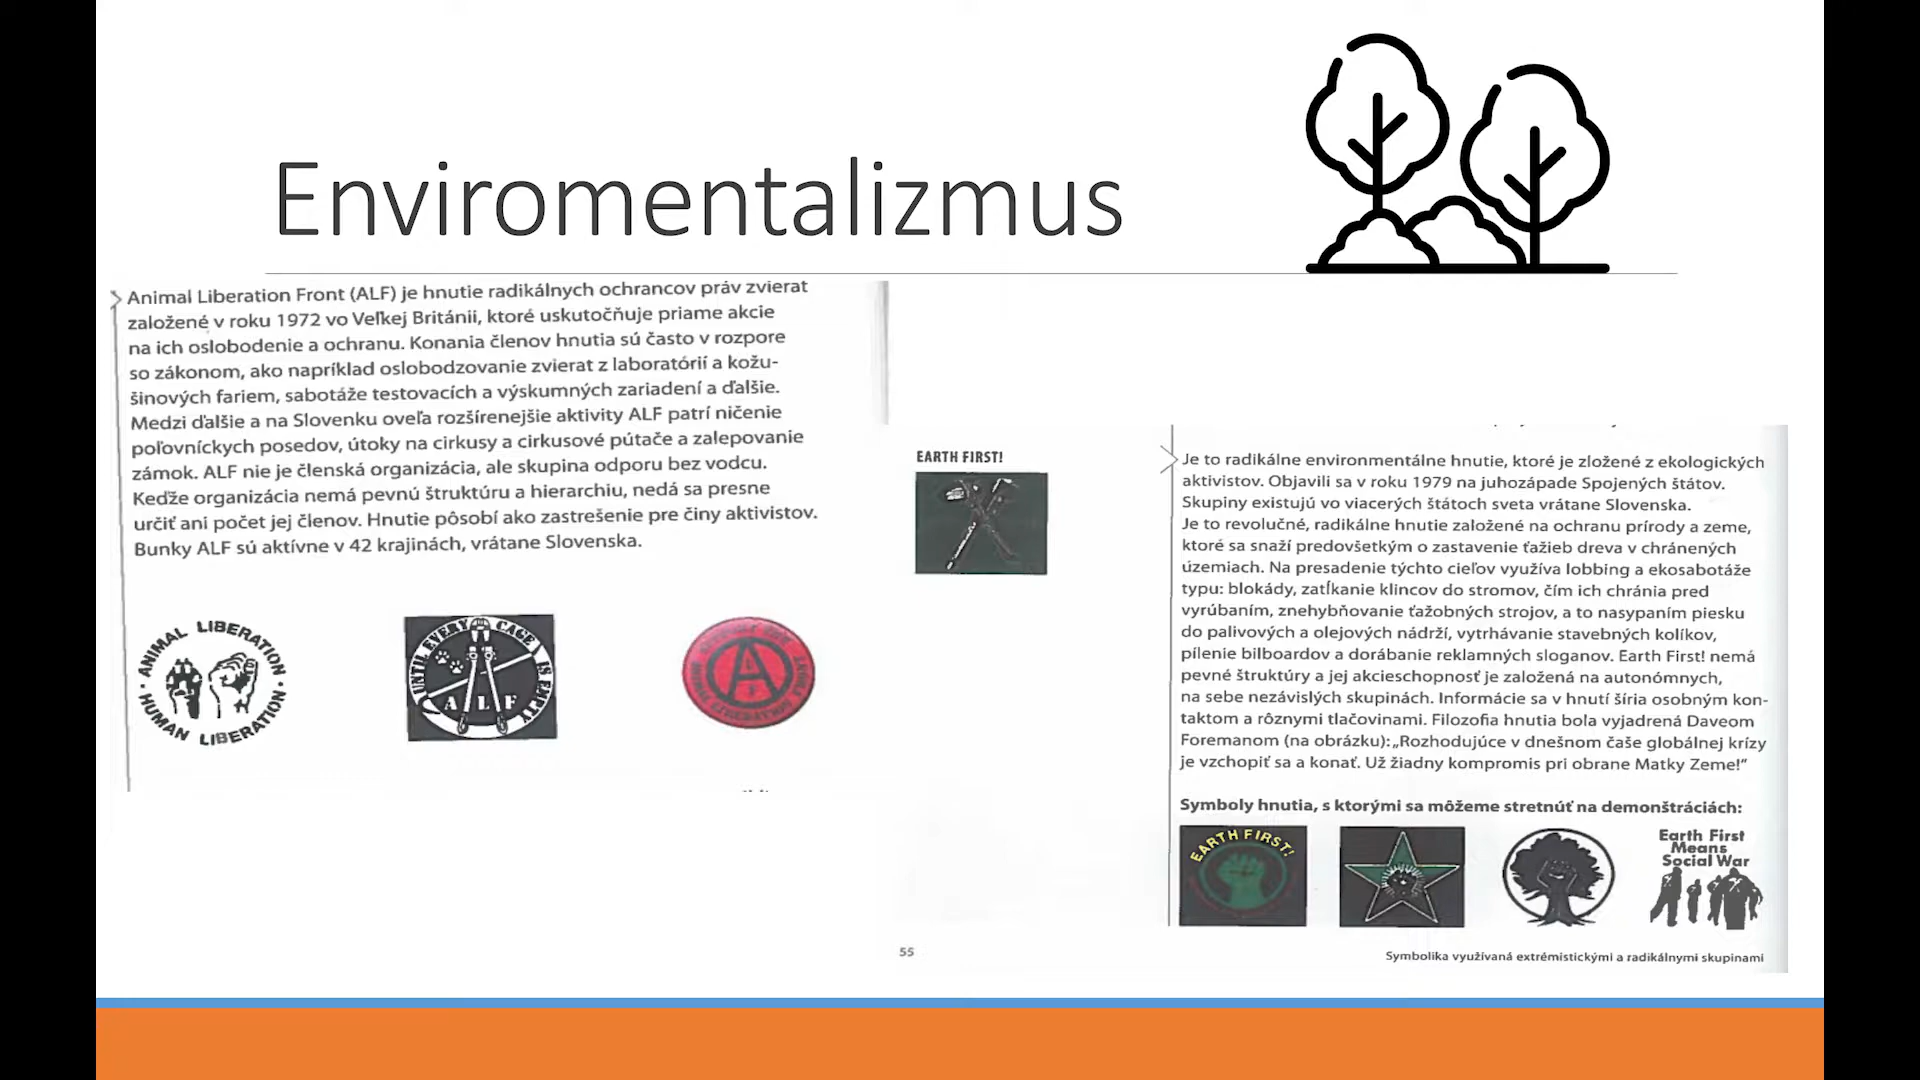 Enviromentalizmus
Animal Liberation Front (ALF) je hnutie radikálnych ochrancov práv zvierat
založené v roku 1972 vo Veľkej Británii, ktoré uskutočňuje priame akcie
na ich oslobodenie a ochranu. Konania členov hnutia sú často v rozpore
so zákonom, ako napríklad oslobodzovanie zvierat z laboratórií a kožu-
šinových fariem, sabotáže testovacích a výskumných zariadení a ďalšie.
Medzi ďalšie a na Slovenku oveľa rozšírenejšie aktivity ALF patrí ničenie
poľovníckych posedov, útoky na cirkusy a cirkusové pútače a zalepovanie
zámok. ALF nie je členská organizácia, ale skupina odporu bez vodcu.
Keďže organizácia nemá pevnú štruktúru a hierarchiu, nedá sa presne
určiť ani počet jej členov. Hnutie pôsobí ako zastrešenie pre činy aktivistov.
Bunky ALF sú aktívne v 42 krajinách, vrátane Slovenska.
ANIMAL LIBERATION
HUMAN LIBERATION
UNTIL EVERY CAGE IS EMPTY
ALF
EARTH FIRST!
Je to radikálne environmentálne hnutie, ktoré je zložené z ekologických
aktivistov. Objavili sa v roku 1979 na juhozápade Spojených štátov.
Skupiny existujú vo viacerých štátoch sveta vrátane Slovenska.
Je to revolučné, radikálne hnutie založené na ochranu prírody a zeme,
ktoré sa snaží predovšetkým o zastavenie ťažieb dreva v chránených
územiach. Na presadenie týchto cieľov využíva lobbing a ekosabotáže
typu: blokády, zatĺkanie klincov do stromov, čím ich chránia pred
vyrúbaním, znehybňovanie ťažobných strojov, a to nasypaním piesku
do palivových a olejových nádrží, vytrhávanie stavebných kolíkov,
pílenie bilboardov a dorábanie reklamných sloganov. Earth First! nemá
pevné štruktúry a jej akcieschopnosť je založená na autonómnych,
na sebe nezávislých skupinách. Informácie sa v hnutí šíria osobným kon-
taktom a rôznymi tlačovinami. Filozofia hnutia bola vyjadrená Daveom
Foremanom (na obrázku): „Rozhodujúce v dnešnom čaše globálnej krízy
je vzchopiť sa a konať. Už žiadny kompromis pri obrane Matky Zeme!"
Symboly hnutia, s ktorými sa môžeme stretnúť na demonštráciách:
EARTH FIRST!
Earth First
Means
Social War
55
Symbolika využívaná extrémistickými a radikálnymi skupinami